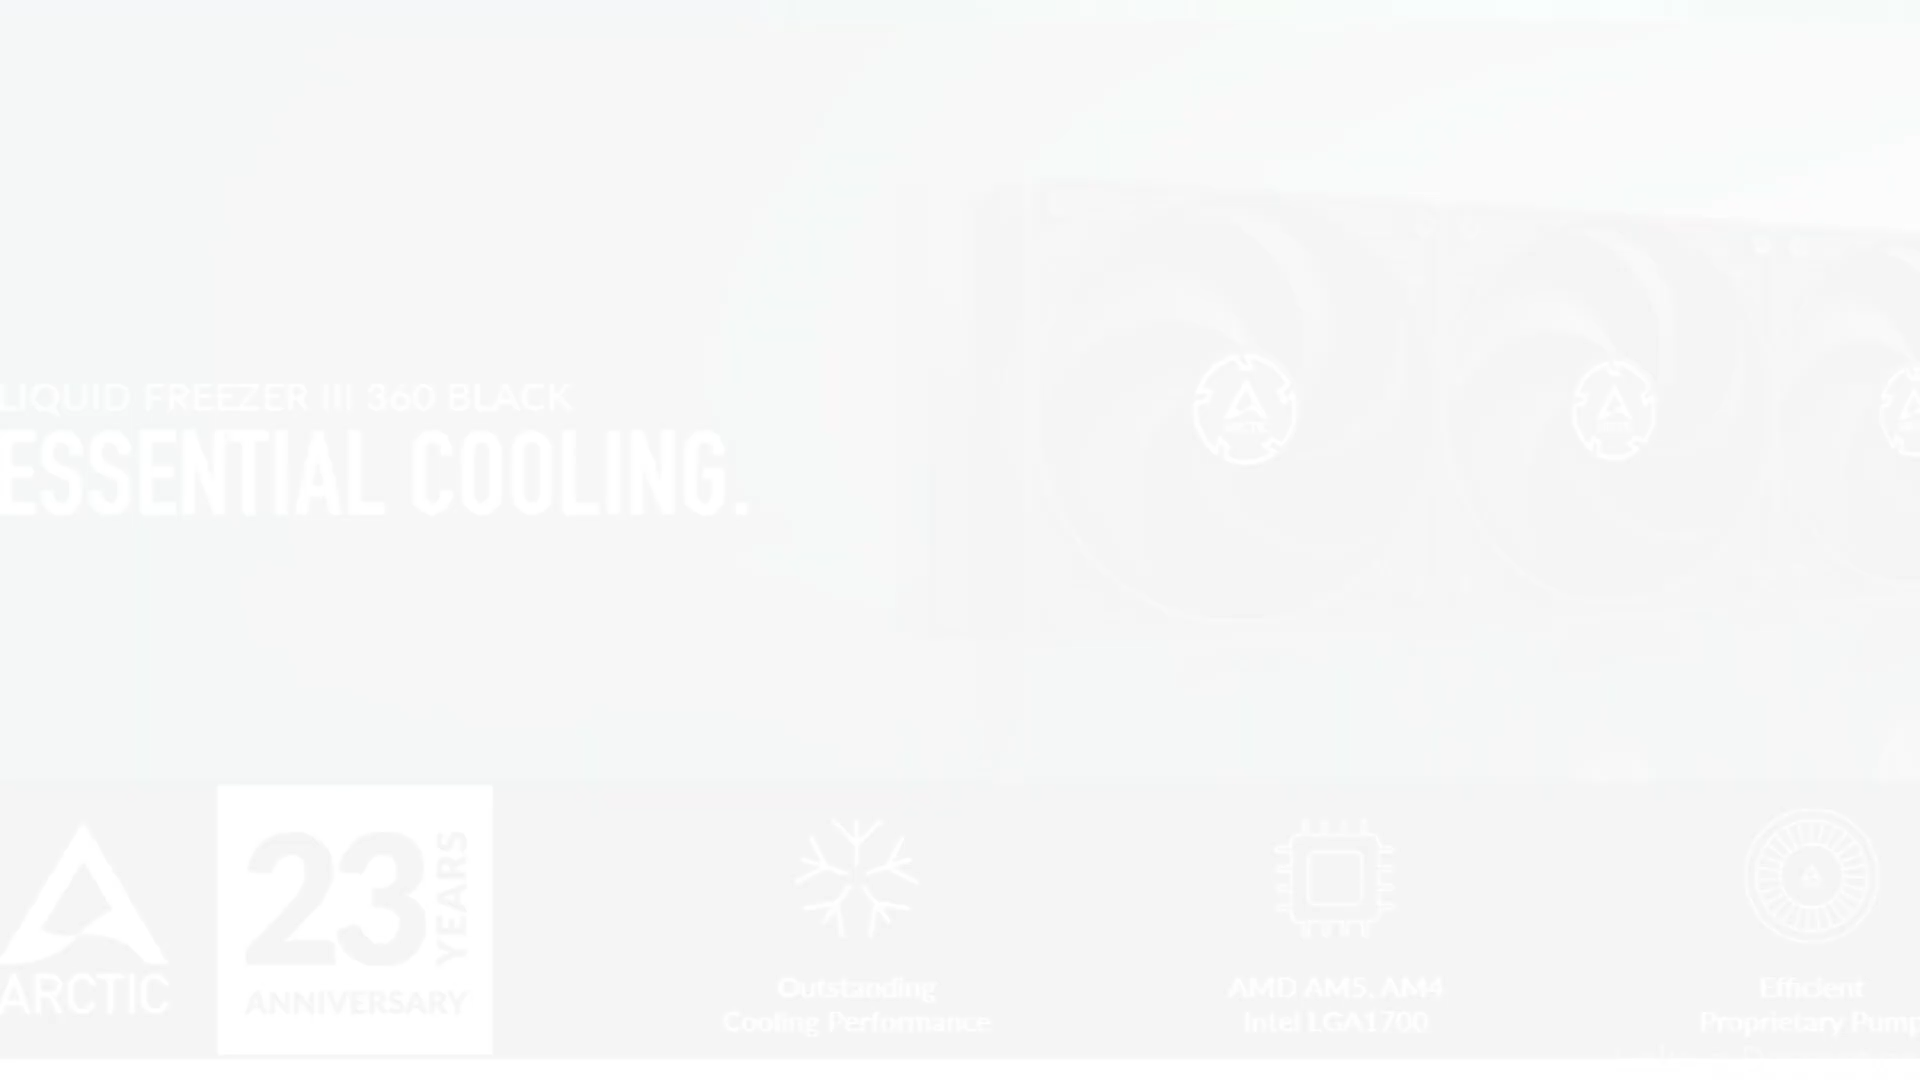 LIQUID FREEZER III 360 BLACK
ESSENTIAL COOLING.
ARCTIC
ARCTIC
23 YEARS
ANNIVERSARY
Outstanding
Cooling Performance
AMD AM5, AM4
Intel LGA1700
Efficient
Proprietary Pump